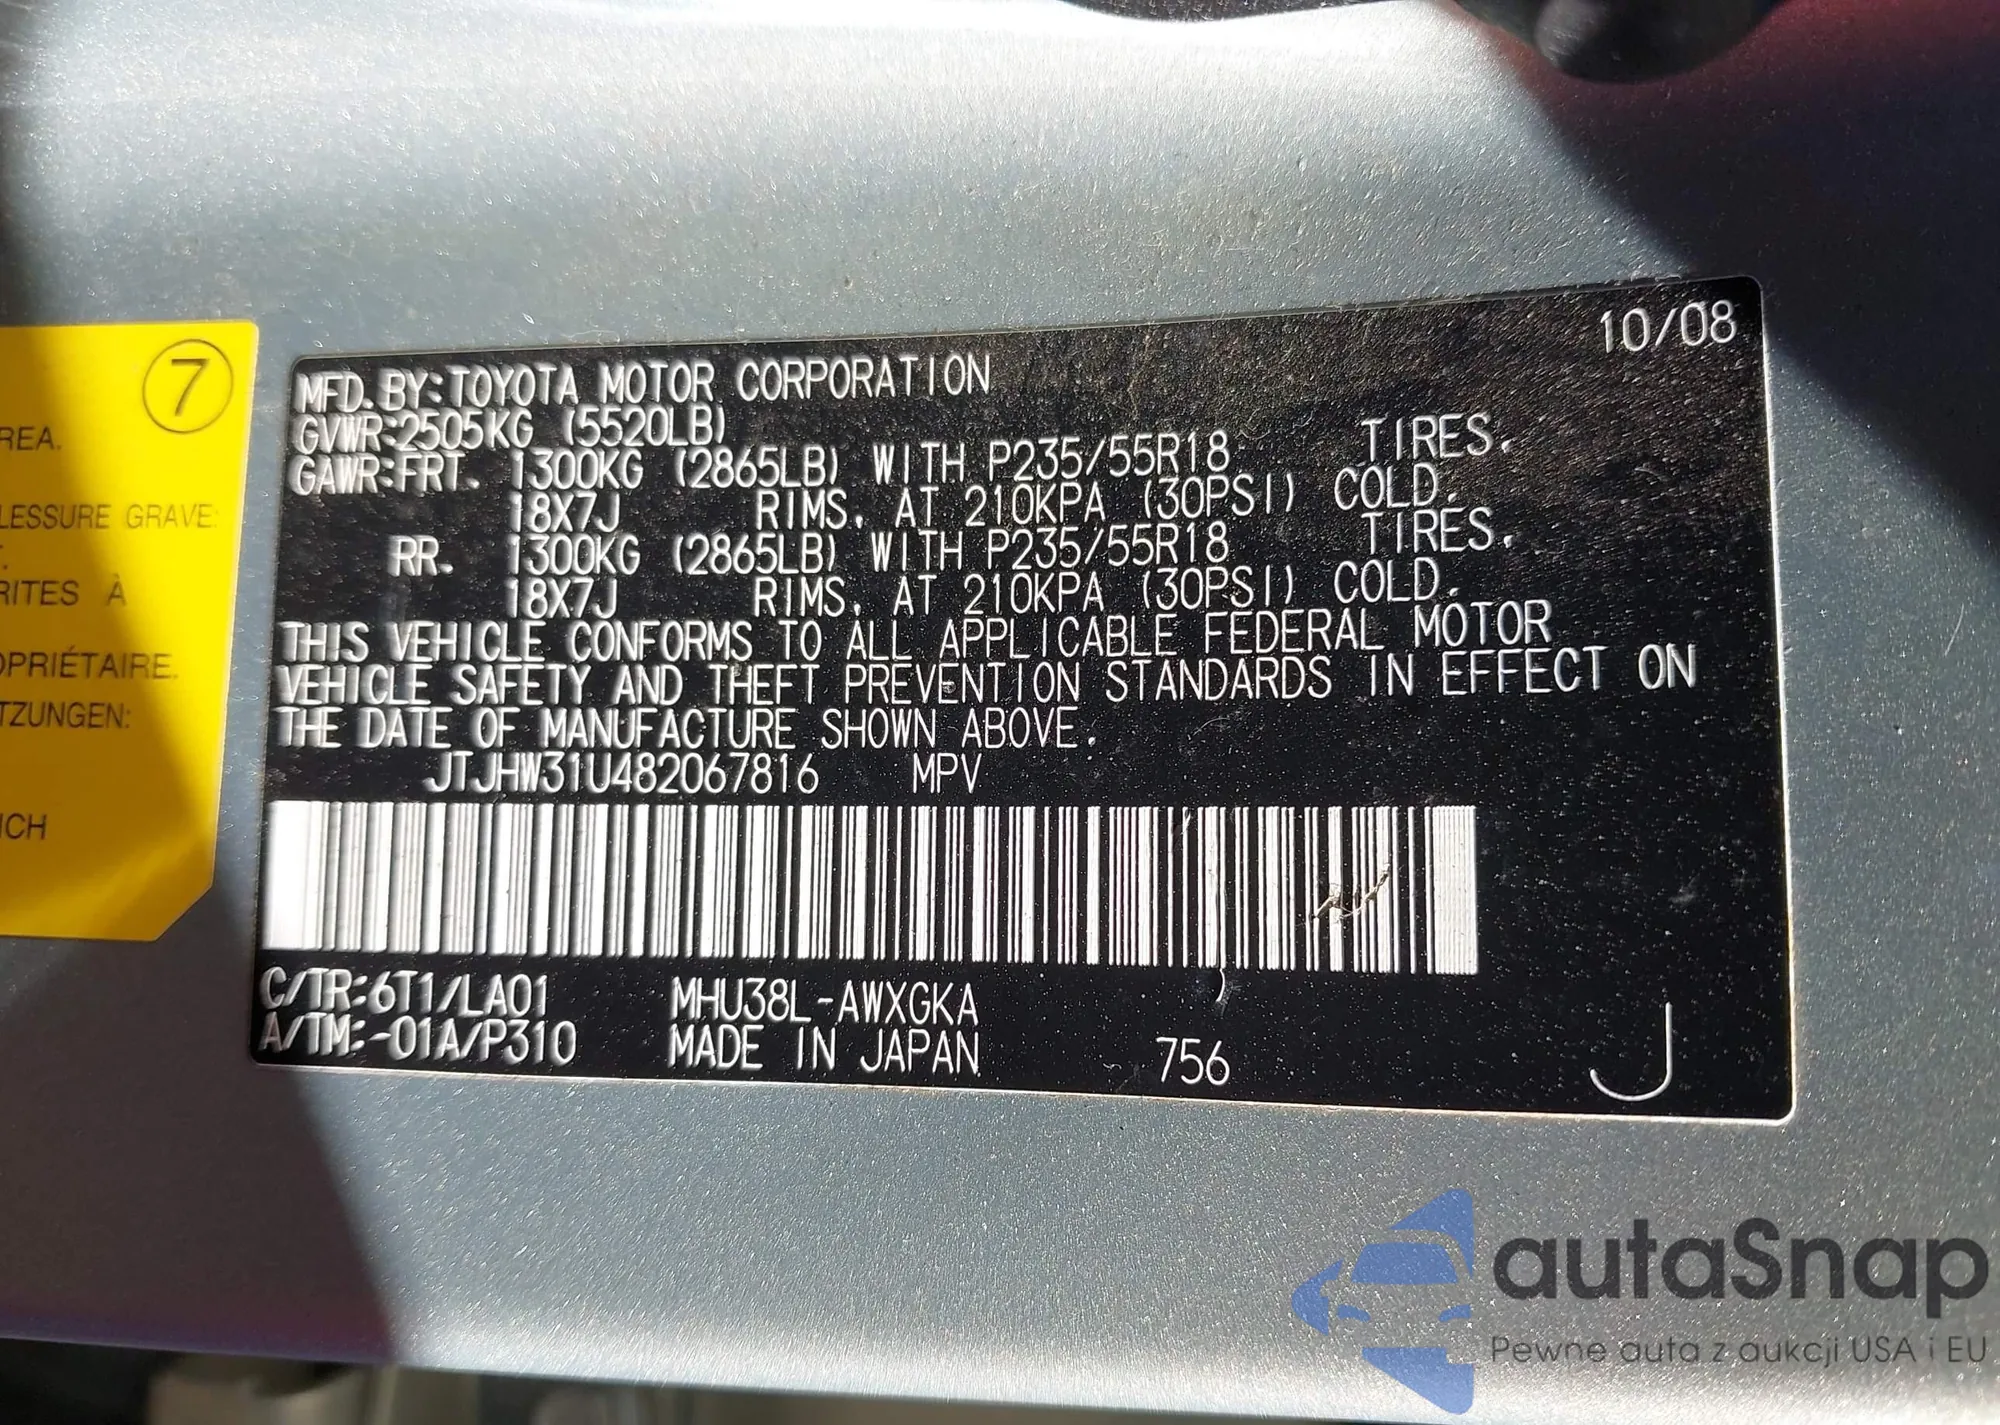 7
REA.
LESSURE GRAVE:
RITES À
OPRIÉTAIRE.
TZUNGEN:
ICH
10/08
MFD. BY:TOYOTA MOTOR CORPORATION
GVWR:2505KG (5520LB)
GAWR:FRT. 1300KG (2865LB) WITH P235/55R18 TIRES.
18X7J RIMS, AT 210KPA (30PSI) COLD.
RR. 1300KG (2865LB) WITH P235/55R18 TIRES,
18X7J RIMS, AT 210KPA (30PSI) COLD.
THIS VEHICLE CONFORMS TO ALL APPLICABLE FEDERAL MOTOR
VEHICLE SAFETY AND THEFT PREVENTION STANDARDS IN EFFECT ON
THE DATE OF MANUFACTURE SHOWN ABOVE.
JTJHW31U482067816 MPV
C/TR:6T1/LA01 MHU38L-AWXGKA
A/TM:-01A/P310 MADE IN JAPAN 756 J
autaSnap
Pewne auta z aukcji USA i EU